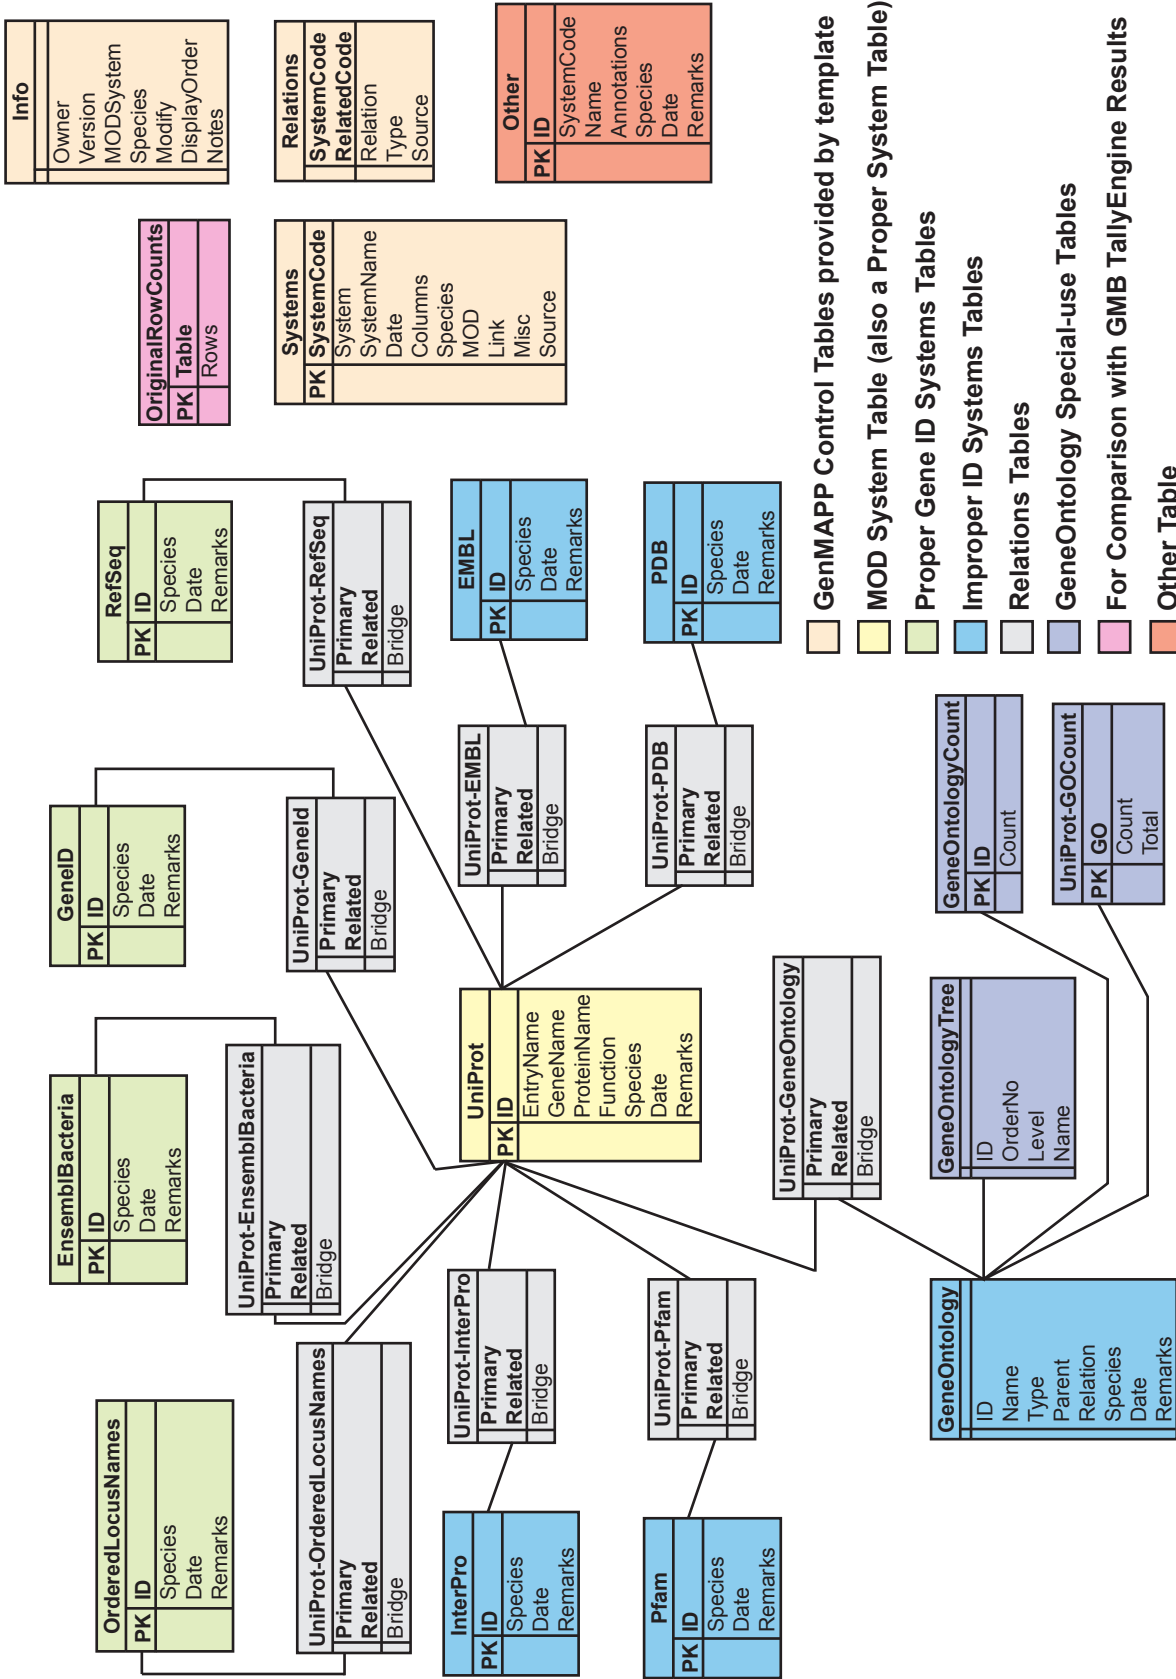 OrderedLocusNames
PK ID
Species
Date
Remarks
EnsemblBacteria
PK ID
Species
Date
Remarks
GeneID
PK ID
Species
Date
Remarks
RefSeq
PK ID
Species
Date
Remarks
OriginalRowCounts
PK Table
Rows
Info
Owner
Version
MODSystem
Species
Modify
DisplayOrder
Notes
UniProt-OrderedLocusNames
Primary
Related
Bridge
UniProt-EnsemblBacteria
Primary
Related
Bridge
UniProt-GeneId
Primary
Related
Bridge
UniProt-RefSeq
Primary
Related
Bridge
Systems
PK SystemCode
System
SystemName
Date
Columns
Species
MOD
Link
Misc
Source
Relations
SystemCode
RelatedCode
Relation
Type
Source
InterPro
PK ID
Species
Date
Remarks
UniProt-InterPro
Primary
Related
Bridge
UniProt
PK ID
EntryName
GeneName
ProteinName
Function
Species
Date
Remarks
UniProt-EMBL
Primary
Related
Bridge
EMBL
PK ID
Species
Date
Remarks
Other
PK ID
SystemCode
Name
Annotations
Species
Date
Remarks
Pfam
PK ID
Species
Date
Remarks
UniProt-Pfam
Primary
Related
Bridge
UniProt-PDB
Primary
Related
Bridge
PDB
PK ID
Species
Date
Remarks
UniProt-GeneOntology
Primary
Related
Bridge
GeneOntology
ID
Name
Type
Parent
Relation
Species
Date
Remarks
GeneOntologyTree
ID
OrderNo
Level
Name
GeneOntologyCount
PK ID
Count
UniProt-GOCount
PK GO
Count
Total
GenMAPP Control Tables provided by template
MOD System Table (also a Proper System Table)
Proper Gene ID Systems Tables
Improper ID Systems Tables
Relations Tables
GeneOntology Special-use Tables
For Comparison with GMB TallyEngine Results
Other Table